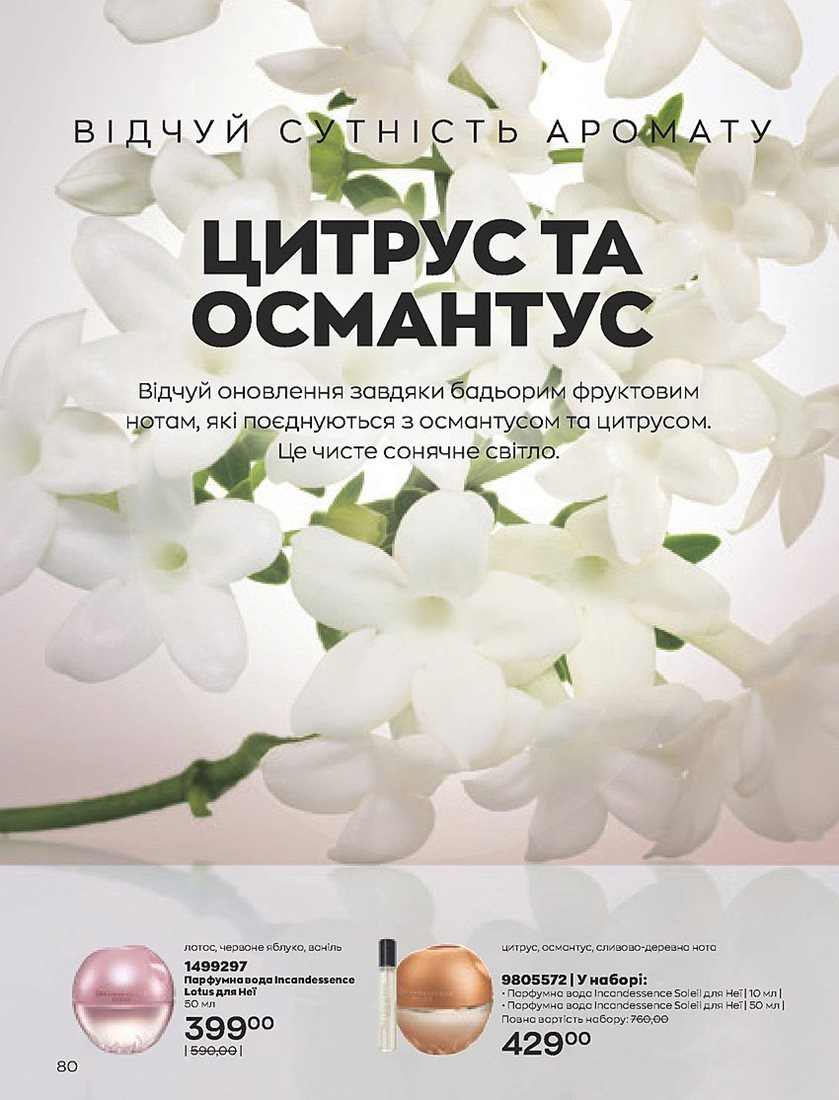 ВІДЧУЙ СУТНІСТЬ АРОМАТУ
ЦИТРУС ТА
ОСМАНТУС
Відчуй оновлення завдяки бадьорим фруктовим
нотам, які поєднуються з османтусом та цитрусом.
Це чисте сонячне світло.
лотос, червоне яблуко, ваніль
1499297
Парфумна вода Incandessence
Lotus для Неї
50 мл
399⁰⁰
| 590,00 |
цитрус, османтус, сливово-деревна нота
9805572 | У наборі:
• Парфумна вода Incandessence Soleil для Неї | 10 мл |
• Парфумна вода Incandessence Soleil для Неї | 50 мл |
Повна вартість набору: 760,00
429⁰⁰
80